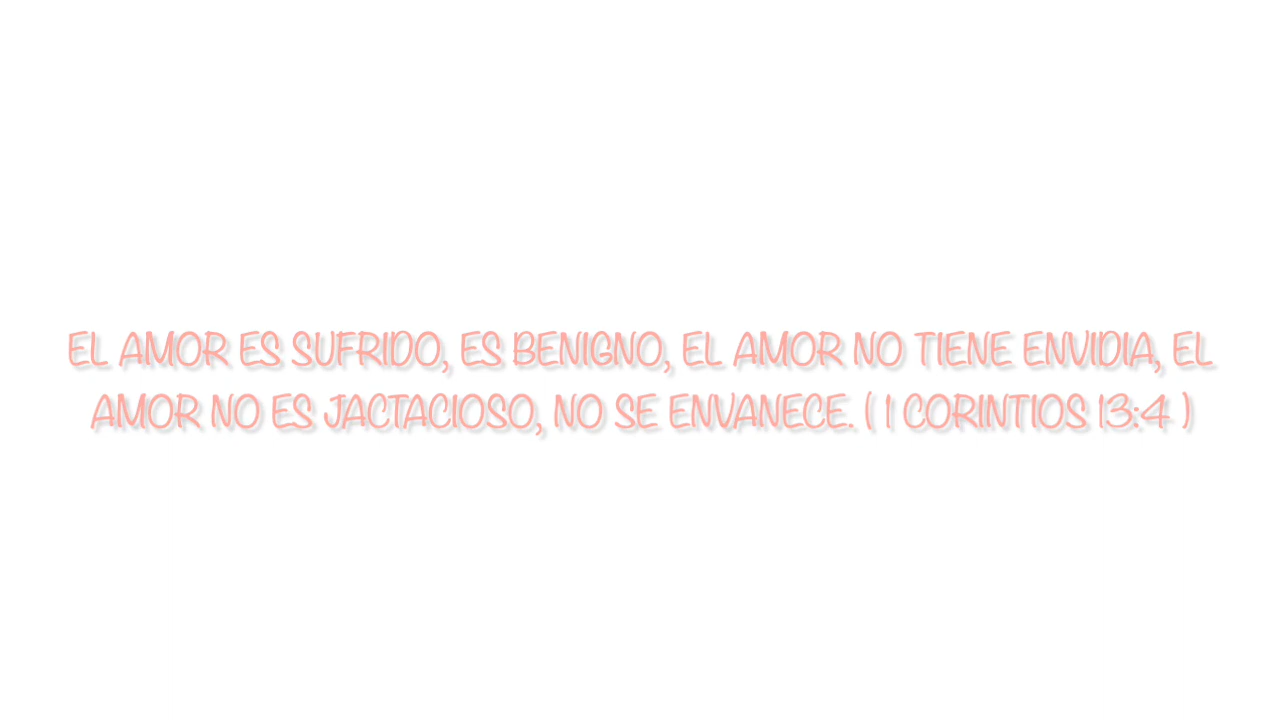 EL AMOR ES SUFRIDO, ES BENIGNO, EL AMOR NO TIENE ENVIDIA, EL
AMOR NO ES JACTACIOSO, NO SE ENVANECE. ( 1 CORINTIOS 13:4 )